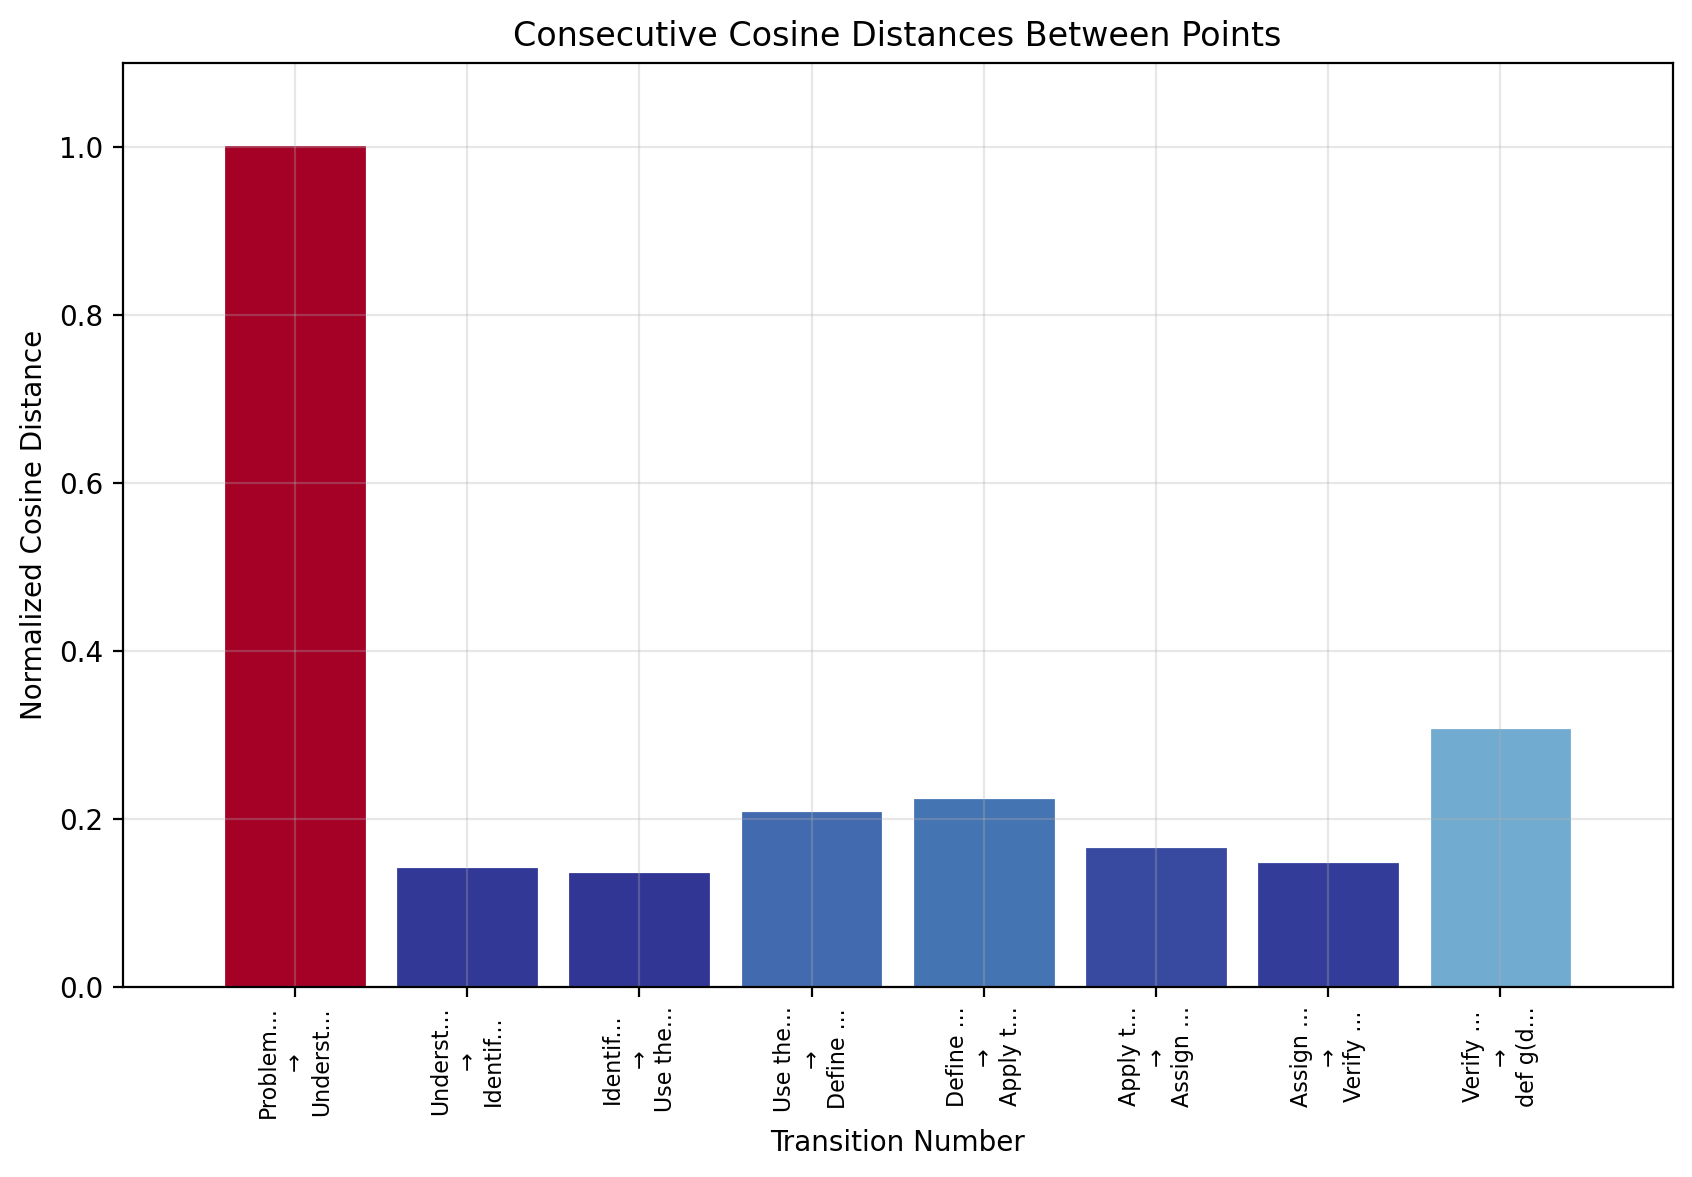 Consecutive Cosine Distances Between Points
Normalized Cosine Distance
1.0
0.8
0.6
0.4
0.2
0.0
Problem...
→
Underst...
Underst...
→
Identif...
Identif...
→
Use the...
Use the...
→
Define ...
Define ...
→
Apply t...
Apply t...
→
Assign ...
Assign ...
→
Verify ...
Verify ...
→
def g(d...
Transition Number